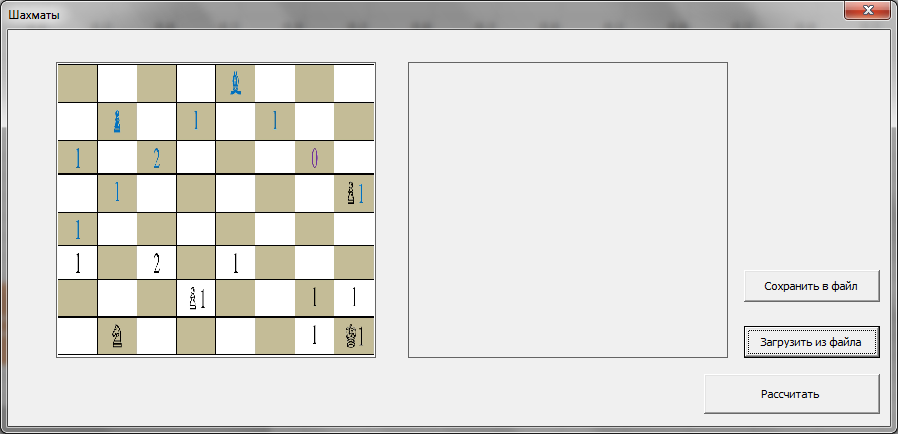 Шахматы
1 1
1 2 0
1 1
1
1 2 1
1 1 1
1 1
Сохранить в файл
Загрузить из файла
Рассчитать